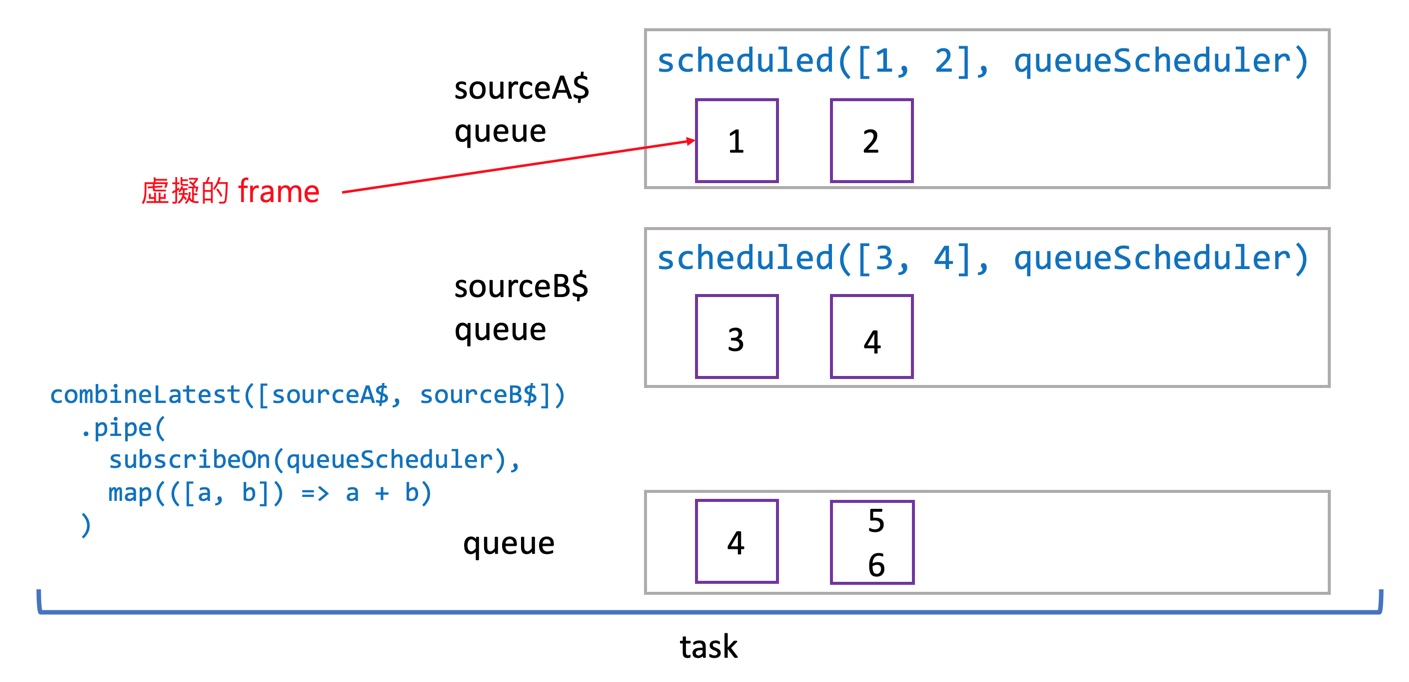 scheduled([1, 2], queueScheduler)
sourceA$
queue
1
2
虛擬的 frame
scheduled([3, 4], queueScheduler)
sourceB$
queue
3
4
combineLatest([sourceA$, sourceB$])
.pipe(
subscribeOn(queueScheduler),
map(([a, b]) => a + b)
)
queue
4
5
6
task